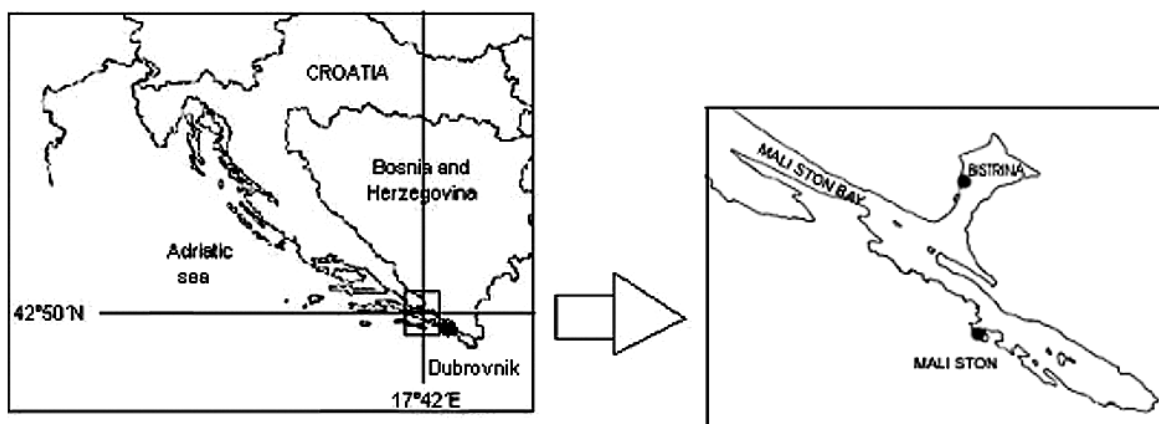 CROATIA
Bosnia and
Herzegovina
Adriatic
sea
42°50´N
Dubrovnik
17°42´E
MALI STON BAY
BISTRINA
MALI STON